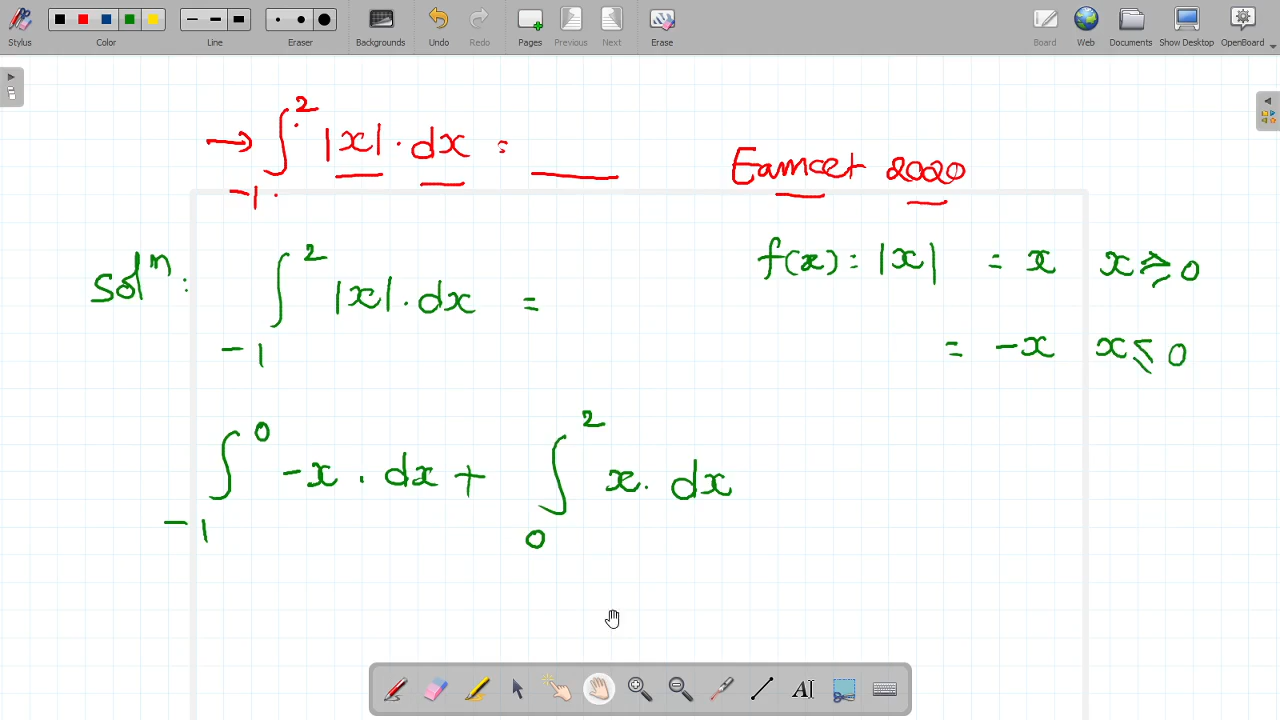 Stylus Color Line Eraser Backgrounds Undo Redo Pages Previous Next Erase Board Web Documents Show Desktop OpenBoard
→ ∫₋₁² |x| · dx = ____
Eamcet 2020
Solⁿ : ∫₋₁² |x| · dx =
f(x) = |x| = x x ≥ 0
= -x x ≤ 0
∫₋₁⁰ -x · dx + ∫₀² x · dx